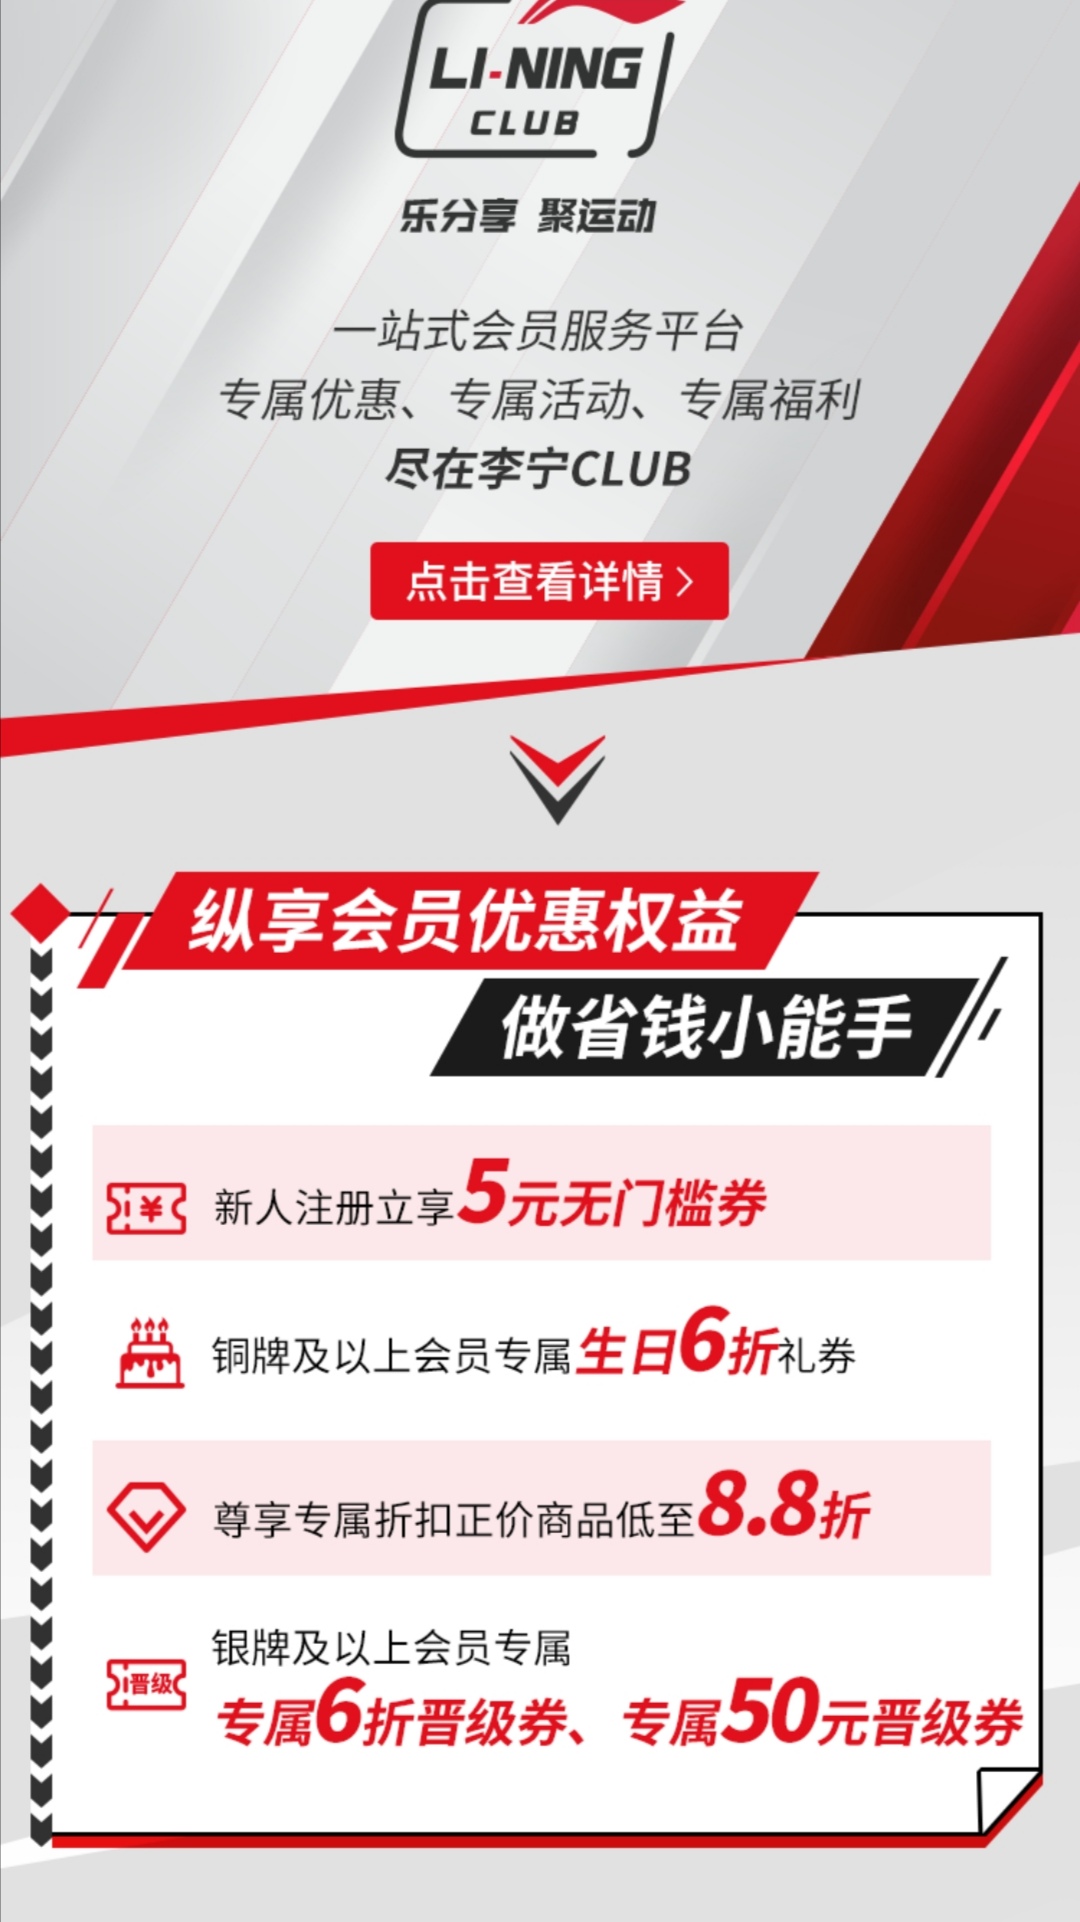 LI-NING
CLUB
乐分享 聚运动
一站式会员服务平台
专属优惠、专属活动、专属福利
尽在李宁CLUB
点击查看详情>
纵享会员优惠权益
做省钱小能手
¥
新人注册立享5元无门槛券
铜牌及以上会员专属生日6折礼券
尊享专属折扣正价商品低至8.8折
银牌及以上会员专属
晋级
专属6折晋级券、专属50元晋级券